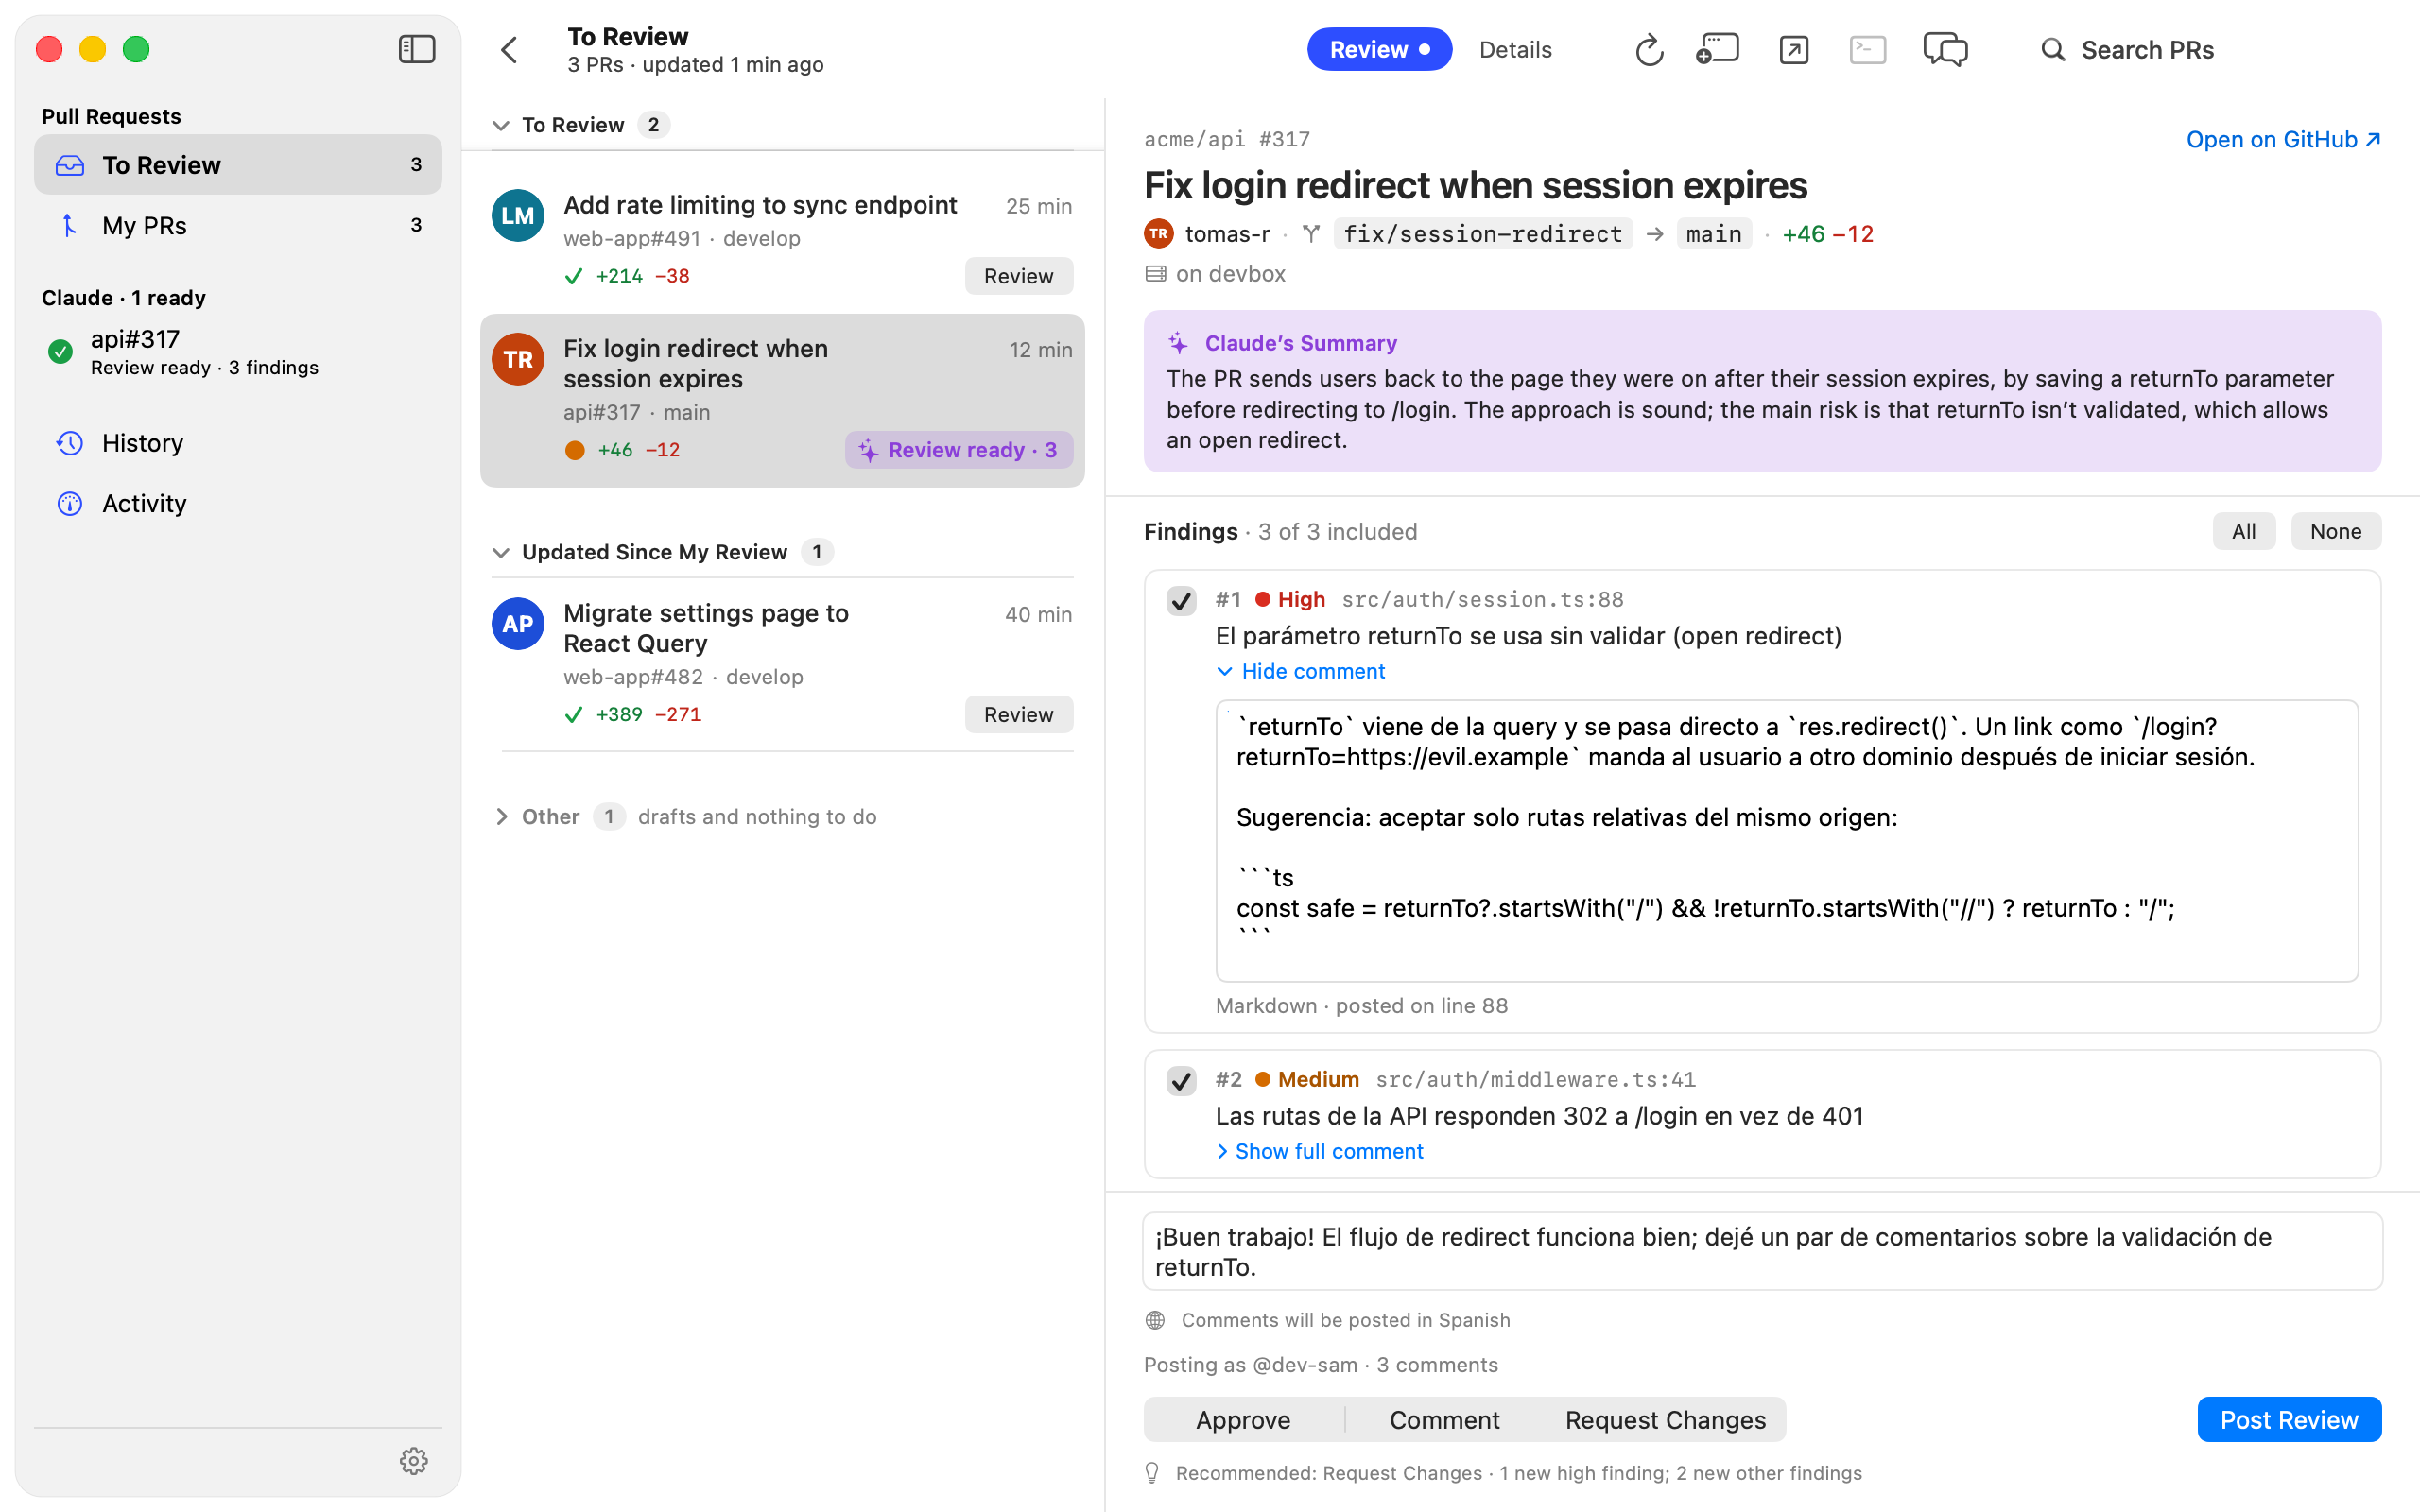 Pull Requests
To Review 3
My PRs 3
Claude · 1 ready
api#317
Review ready · 3 findings
History
Activity
To Review
3 PRs · updated 1 min ago
Review
Details
Search PRs
To Review 2
LM
Add rate limiting to sync endpoint 25 min
web-app#491 · develop
+214 −38
Review
TR
Fix login redirect when 12 min
session expires
api#317 · main
+46 −12
Review ready · 3
Updated Since My Review 1
AP
Migrate settings page to 40 min
React Query
web-app#482 · develop
+389 −271
Review
Other 1 drafts and nothing to do
acme/api #317
Open on GitHub ↗
Fix login redirect when session expires
TR tomas-r · fix/session-redirect → main · +46 −12
on devbox
Claude’s Summary
The PR sends users back to the page they were on after their session expires, by saving a returnTo parameter
before redirecting to /login. The approach is sound; the main risk is that returnTo isn’t validated, which allows
an open redirect.
Findings · 3 of 3 included
All
None
#1 High src/auth/session.ts:88
El parámetro returnTo se usa sin validar (open redirect)
Hide comment
`returnTo` viene de la query y se pasa directo a `res.redirect()`. Un link como `/login?
returnTo=https://evil.example` manda al usuario a otro dominio después de iniciar sesión.
Sugerencia: aceptar solo rutas relativas del mismo origen:
```ts
const safe = returnTo?.startsWith("/") && !returnTo.startsWith("//") ? returnTo : "/";
```
Markdown · posted on line 88
#2 Medium src/auth/middleware.ts:41
Las rutas de la API responden 302 a /login en vez de 401
Show full comment
¡Buen trabajo! El flujo de redirect funciona bien; dejé un par de comentarios sobre la validación de
returnTo.
Comments will be posted in Spanish
Posting as @dev-sam · 3 comments
Approve
Comment
Request Changes
Post Review
Recommended: Request Changes · 1 new high finding; 2 new other findings